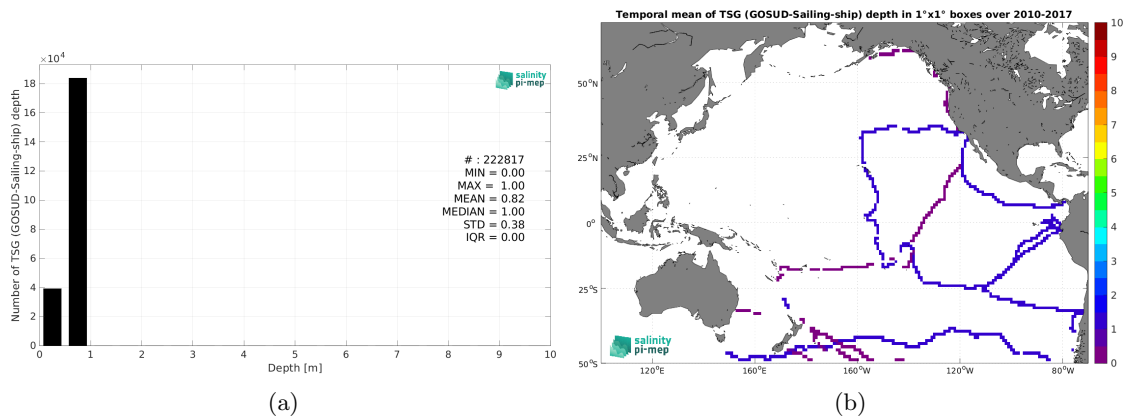 ×10⁴
18
16
14
12
10
8
6
4
2
0
Number of TSG (GOSUD-Sailing-ship) depth
salinity
pi-mep
# : 222817
MIN = 0.00
MAX = 1.00
MEAN = 0.82
MEDIAN = 1.00
STD = 0.38
IQR = 0.00
0 1 2 3 4 5 6 7 8 9 10
Depth [m]
(a)
Temporal mean of TSG (GOSUD-Sailing-ship) depth in 1°x1° boxes over 2010-2017
50°N
25°N
0°
25°S
50°S
salinity
pi-mep
120°E 160°E 160°W 120°W 80°W
10
9
8
7
6
5
4
3
2
1
0
(b)